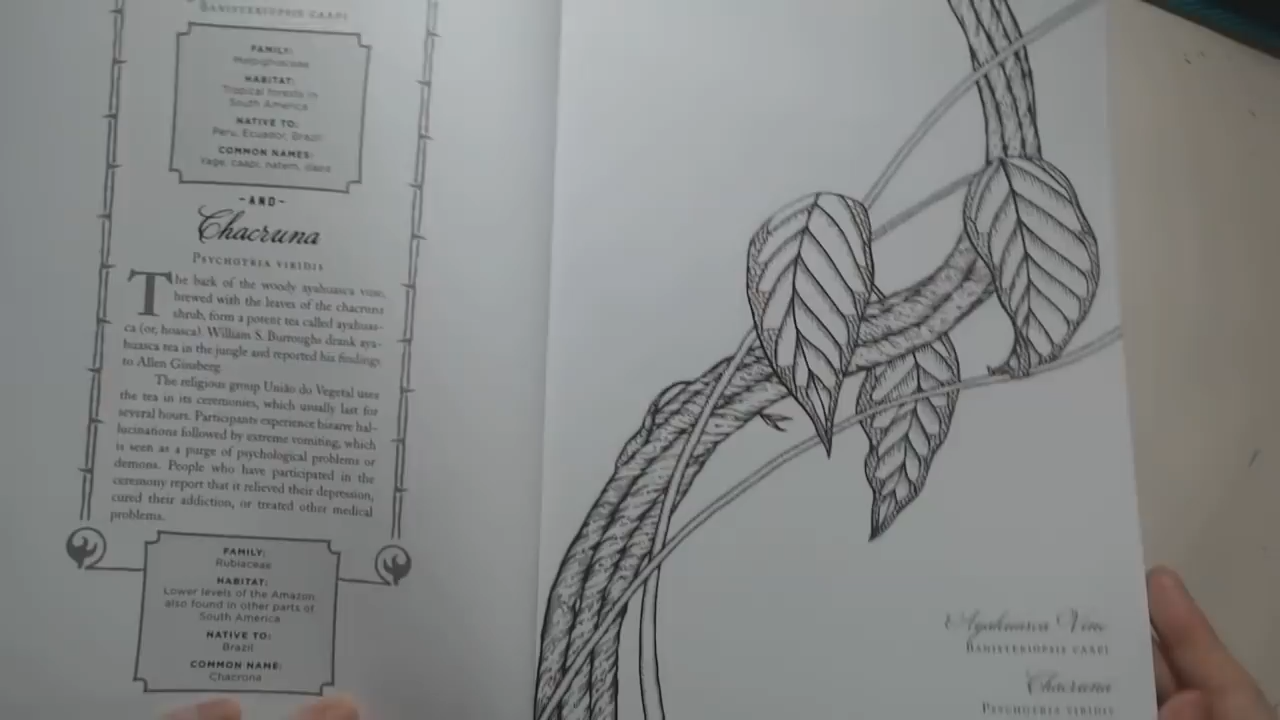 BANISTERIOPSIS CAAPI
FAMILY:
Malpighiaceae
HABITAT:
Tropical forests in
South America
NATIVE TO:
Peru, Ecuador, Brazil
COMMON NAMES:
Yage, caapi, natem, dapa
-AND-
Chacruna
PSYCHOTRIA VIRIDIS
The bark of the woody ayahuasca vine,
brewed with the leaves of the chacruna
shrub, form a potent tea called ayahuas-
ca (or, hoasca). William S. Burroughs drank aya-
huasca tea in the jungle and reported his findings
to Allen Ginsberg.
The religious group União do Vegetal uses
the tea in its ceremonies, which usually last for
several hours. Participants experience bizarre hal-
lucinations followed by extreme vomiting, which
is seen as a purge of psychological problems or
demons. People who have participated in the
ceremony report that it relieved their depression,
cured their addiction, or treated other medical
problems.
FAMILY:
Rubiaceae
HABITAT:
Lower levels of the Amazon,
also found in other parts of
South America
NATIVE TO:
Brazil
COMMON NAME:
Chacrona
Ayahuasca Vine
BANISTERIOPSIS CAAPI
Chacruna
PSYCHOTRIA VIRIDIS